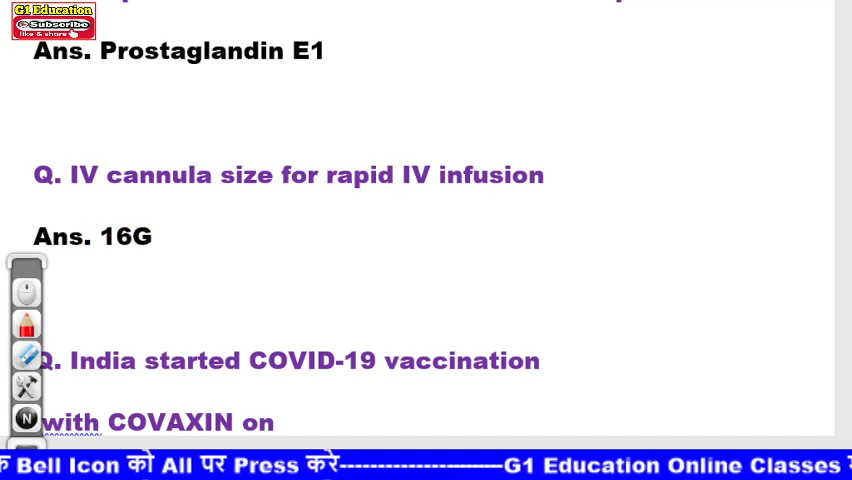 G1 Education
Subscribe
like & share
Ans. Prostaglandin E1
Q. IV cannula size for rapid IV infusion
Ans. 16G
Q. India started COVID-19 vaccination
with COVAXIN on
N
Bell Icon को All पर Press करे-----------------------G1 Education Online Classes